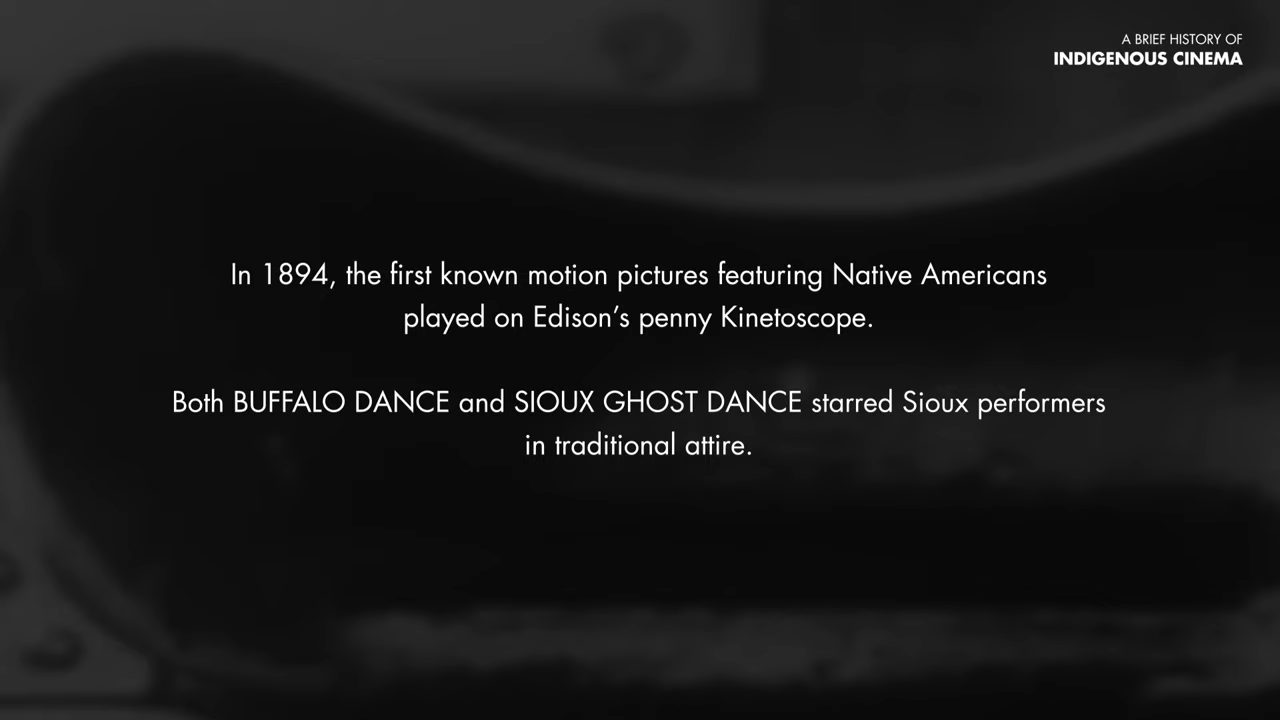 A BRIEF HISTORY OF
INDIGENOUS CINEMA
In 1894, the first known motion pictures featuring Native Americans
played on Edison’s penny Kinetoscope.
Both BUFFALO DANCE and SIOUX GHOST DANCE starred Sioux performers
in traditional attire.